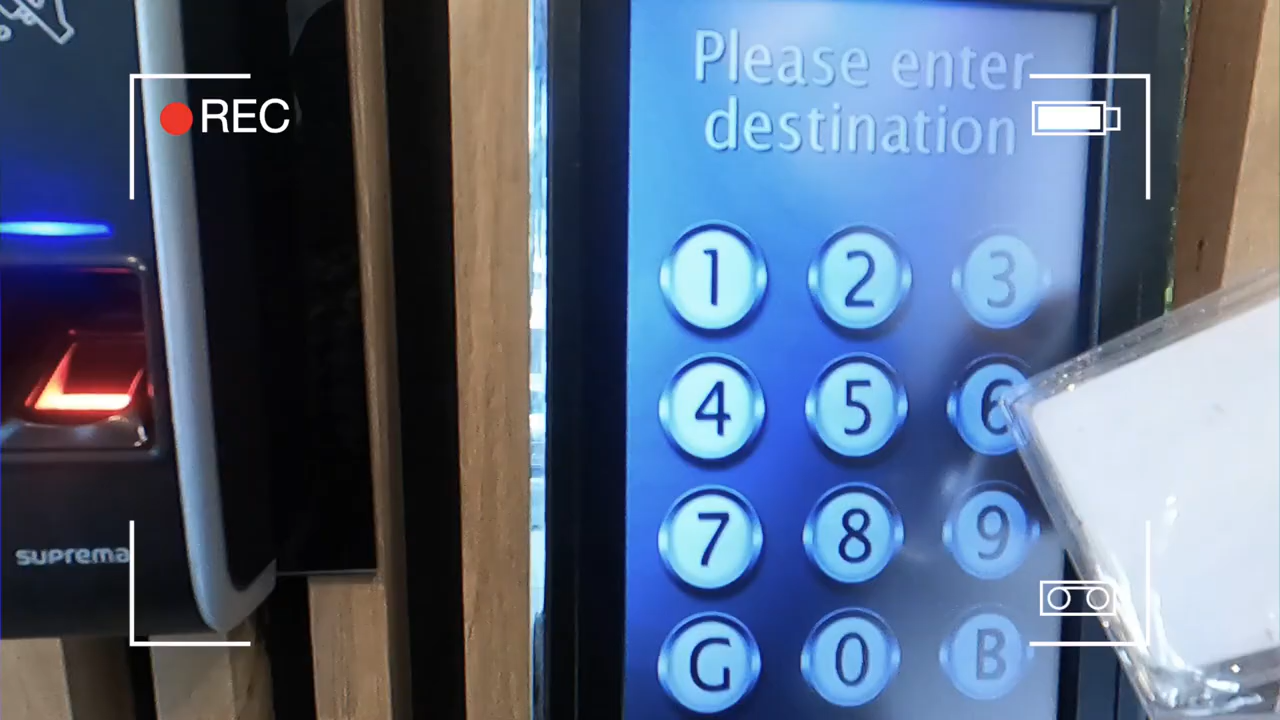 REC
Please enter
destination
1 2 3
4 5 6
7 8 9
G 0 B
suprema